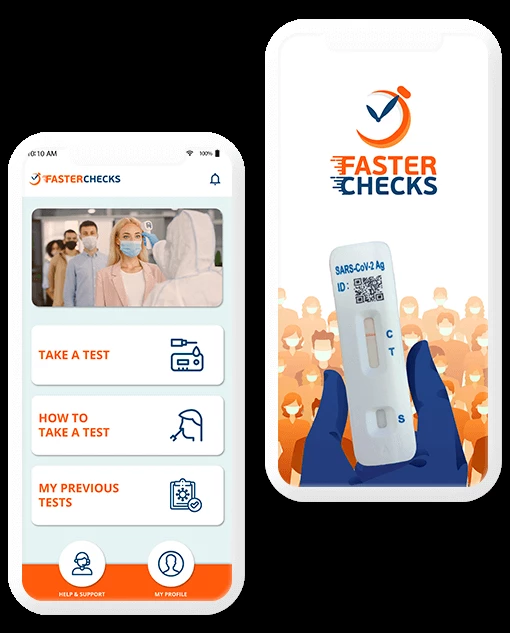 10:10 AM
100%
FASTERCHECKS
TAKE A TEST
HOW TO
TAKE A TEST
MY PREVIOUS
TESTS
HELP & SUPPORT
MY PROFILE
FASTER
CHECKS
SARS-CoV-2 Ag
ID:
C
T
S